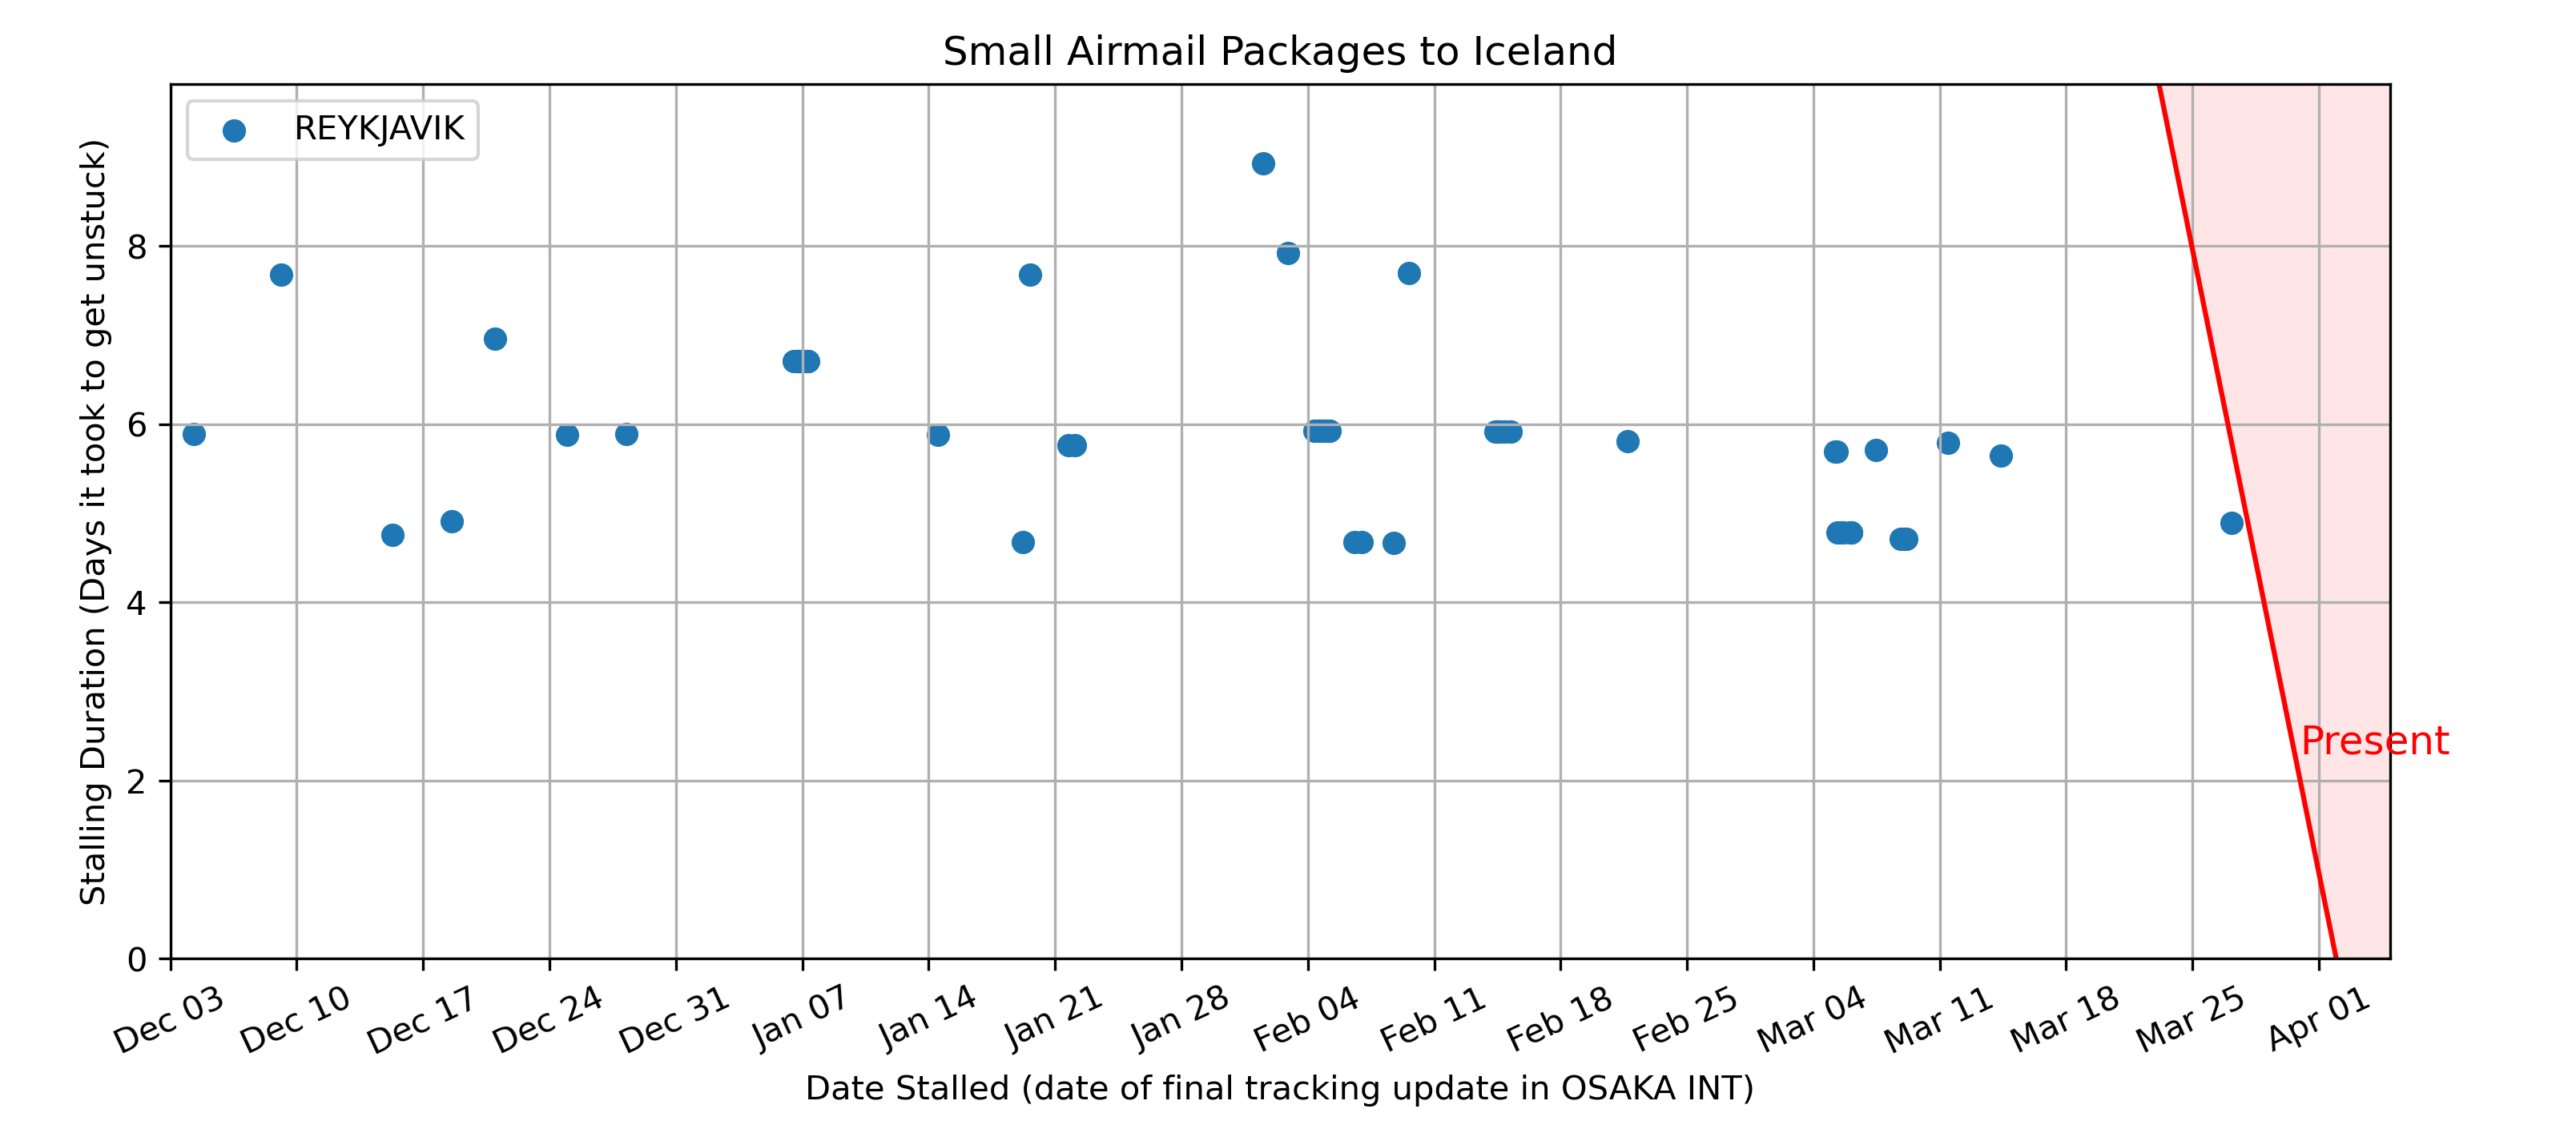 Small Airmail Packages to Iceland
REYKJAVIK
Stalling Duration (Days it took to get unstuck)
8
6
4
2
0
Present
Dec 03
Dec 10
Dec 17
Dec 24
Dec 31
Jan 07
Jan 14
Jan 21
Jan 28
Feb 04
Feb 11
Feb 18
Feb 25
Mar 04
Mar 11
Mar 18
Mar 25
Apr 01
Date Stalled (date of final tracking update in OSAKA INT)